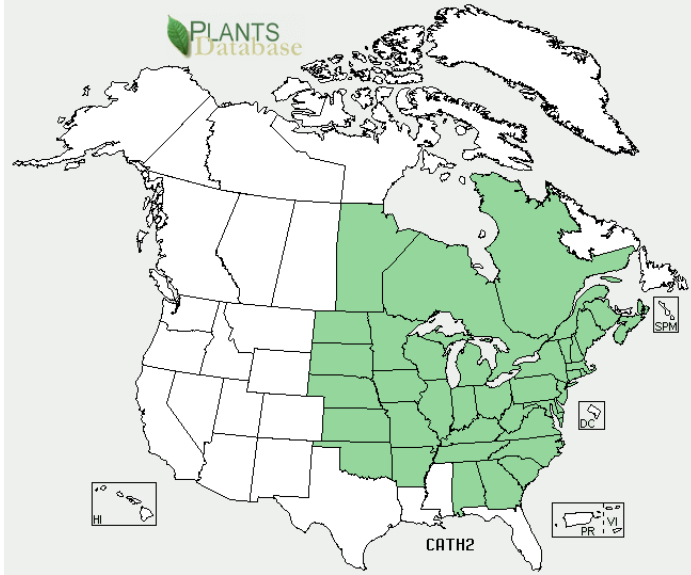 PLANTS
Database
SPM
DC
HI
PR
VI
CATH2